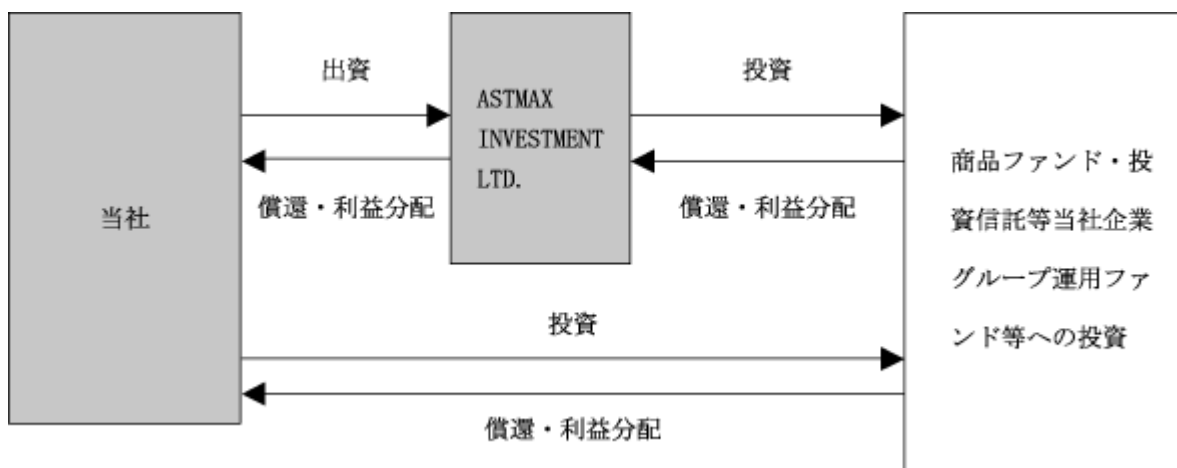 当社
出資
償還・利益分配
ASTMAX
INVESTMENT
LTD.
投資
償還・利益分配
商品ファンド・投
資信託等当社企業
グループ運用ファ
ンド等への投資
投資
償還・利益分配